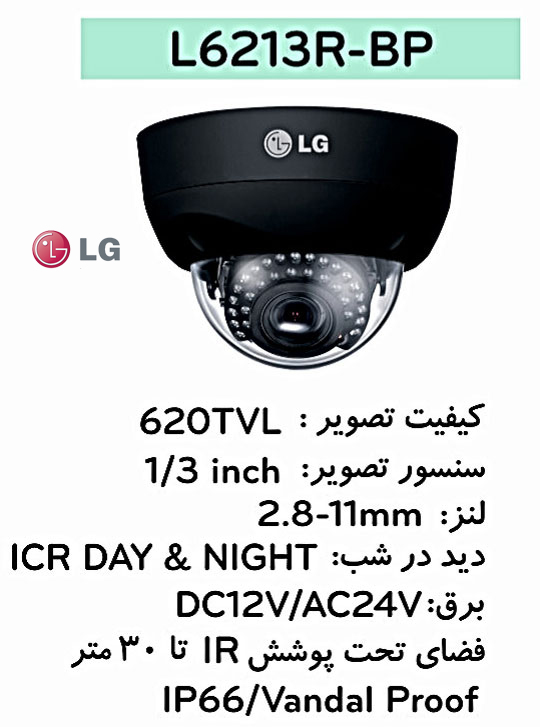 L6213R-BP
LG
LG
کیفیت تصویر : 620TVL
سنسور تصویر: 1/3 inch
لنز: 2.8-11mm
دید در شب: ICR DAY & NIGHT
برق: DC12V/AC24V
فضای تحت پوشش IR تا ۳۰ متر
IP66/Vandal Proof